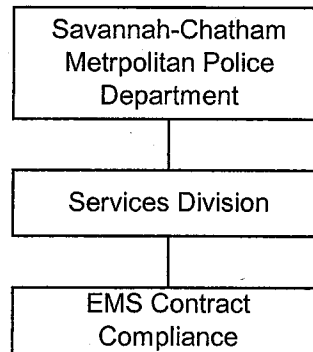 Savannah-Chatham
Metrpolitan Police
Department
Services Division
EMS Contract
Compliance